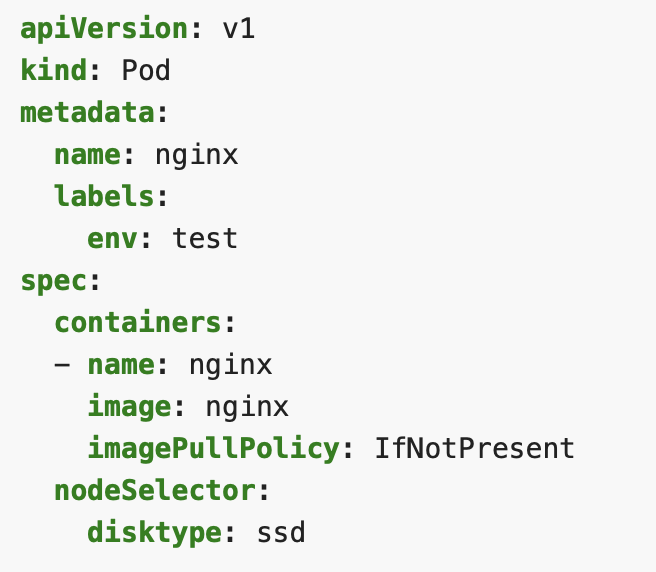 apiVersion: v1
kind: Pod
metadata:
  name: nginx
  labels:
    env: test
spec:
  containers:
  - name: nginx
    image: nginx
    imagePullPolicy: IfNotPresent
  nodeSelector:
    disktype: ssd